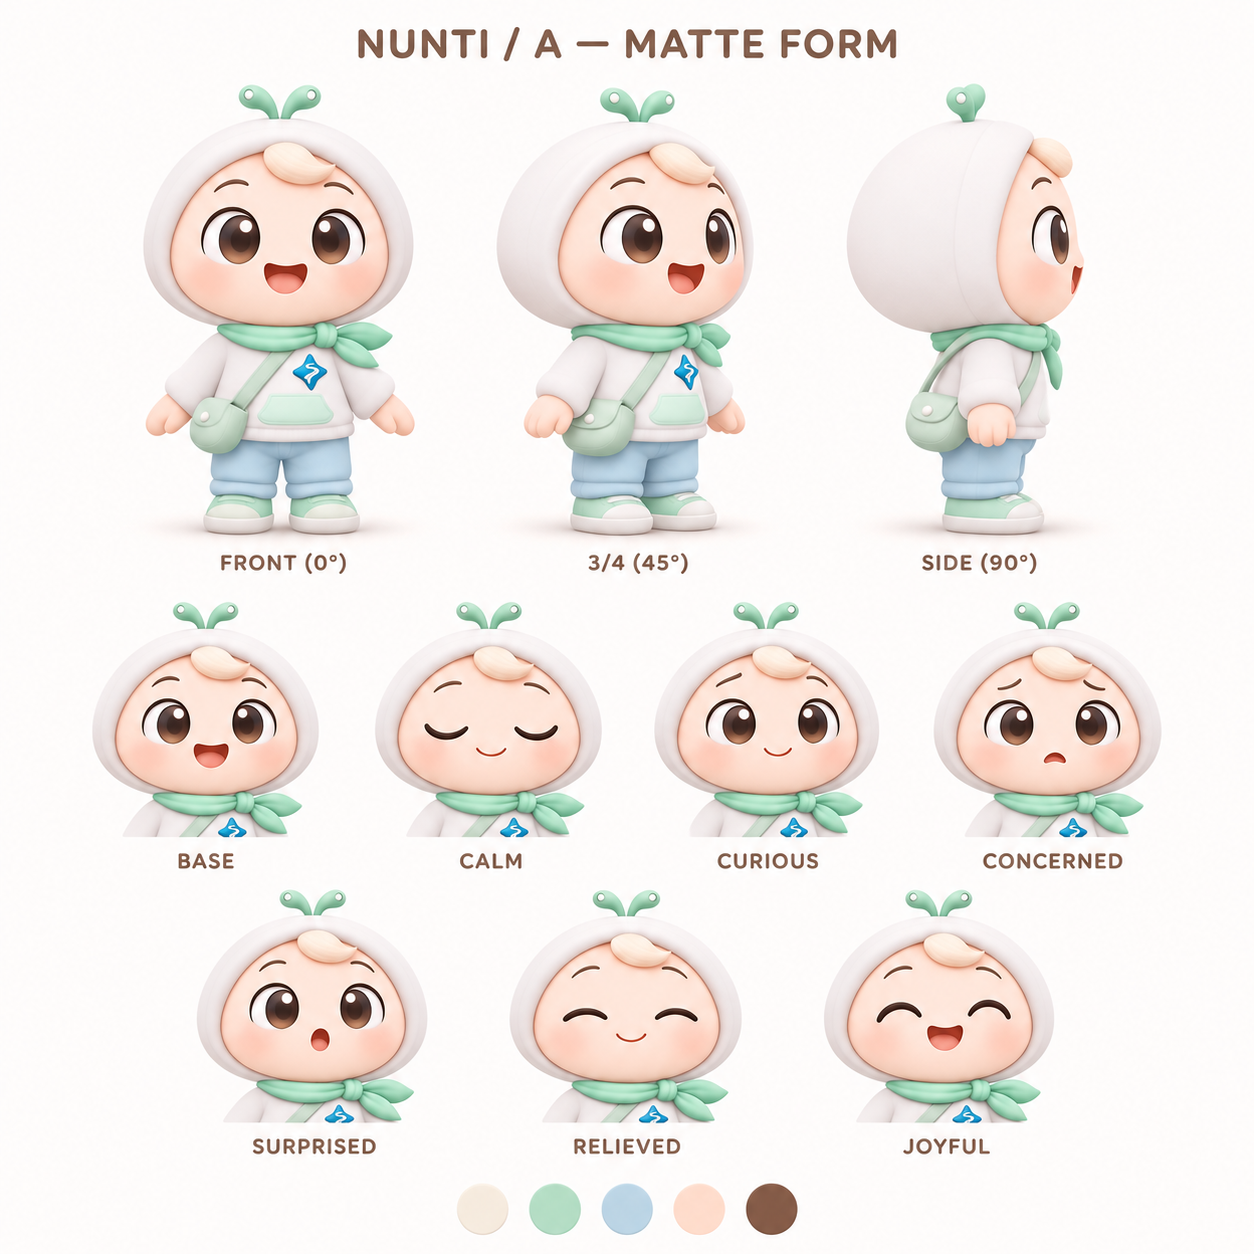 NUNTI / A — MATTE FORM
FRONT (0°)
3/4 (45°)
SIDE (90°)
BASE
CALM
CURIOUS
CONCERNED
SURPRISED
RELIEVED
JOYFUL